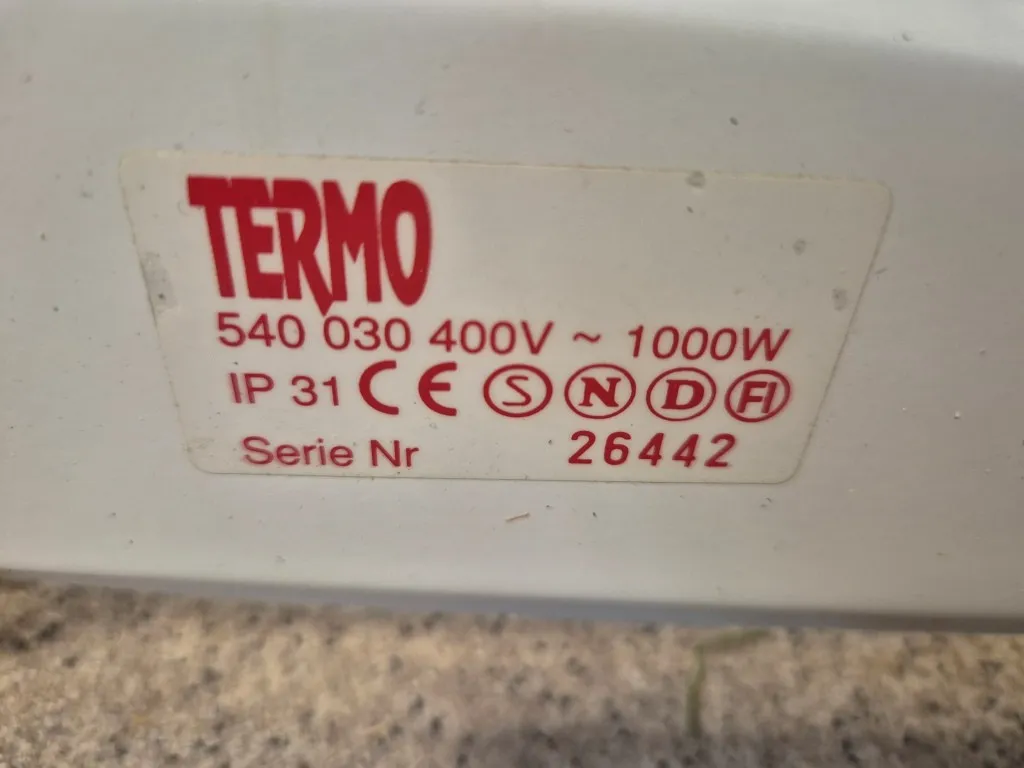 TERMO
540 030 400V ~ 1000W
IP 31 CE S N D FI
Serie Nr 26442